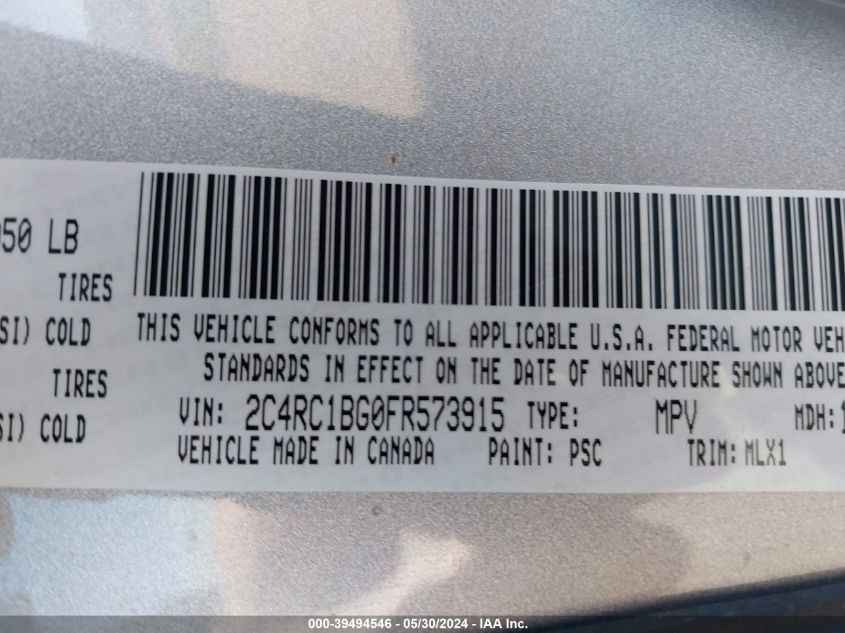 050 LB
TIRES
SI) COLD
TIRES
SI) COLD
THIS VEHICLE CONFORMS TO ALL APPLICABLE U.S.A. FEDERAL MOTOR VEH
STANDARDS IN EFFECT ON THE DATE OF MANUFACTURE SHOWN ABOVE
VIN: 2C4RC1BG0FR573915 TYPE: MPV MDH: 1
VEHICLE MADE IN CANADA PAINT: PSC TRIM: MLX1
000-39494546 - 05/30/2024 - IAA Inc.